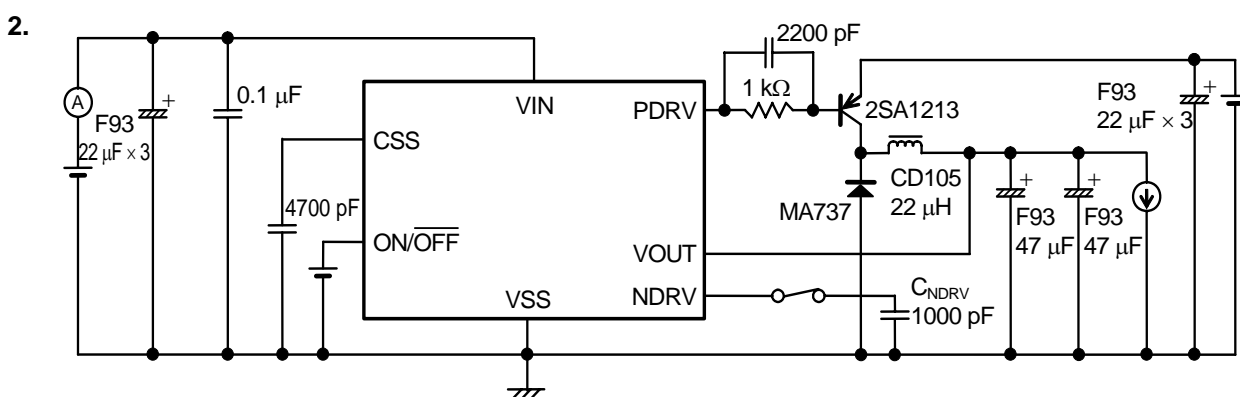 2.
A
F93
22 μF × 3
0.1 μF
4700 pF
VIN
CSS
ON/OFF
VSS
PDRV
VOUT
NDRV
2200 pF
1 kΩ
2SA1213
CD105
22 μH
MA737
CNDRV
1000 pF
F93
47 μF
F93
47 μF
F93
22 μF × 3
+
+
+
+